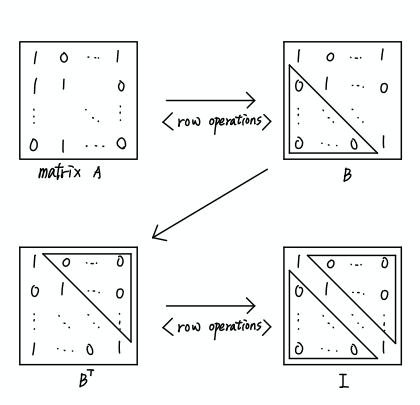 1 0 ... 1
1 1 0
⋮ ⋱ ⋮
0 1 ... 0
matrix A
<row operations>
1 0 ... 1
0 1 ... 0
⋮ ⋱ ⋱ ⋮
0 ... 0 1
B
1 0 ... 0
0 1 ... 0
⋮ ⋱ ⋱ ⋮
1 ... 0 1
B^T
<row operations>
1 0 ... 0
0 1 ... 0
⋮ ⋱ ⋱ ⋮
0 ... 0 1
I